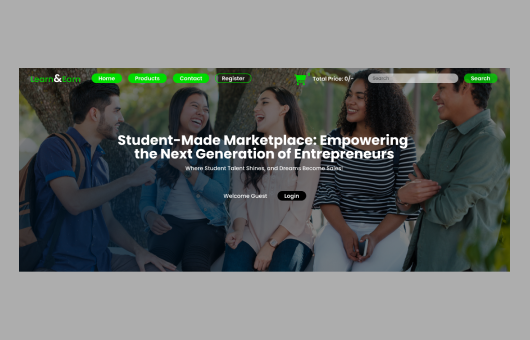 Learn&Earn
Home
Products
Contact
Register
Total Price: 0/-
Search
Search
Student-Made Marketplace: Empowering
the Next Generation of Entrepreneurs
Where Student Talent Shines, and Dreams Become Sales!
Welcome Guest
Login